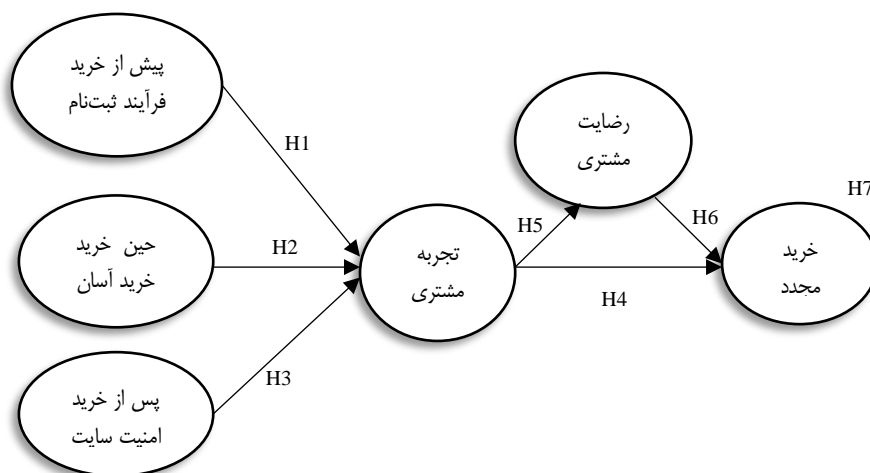 پیش از خرید
فرآیند ثبت‌نام
H1
حین خرید
خرید آسان
H2
پس از خرید
امنیت سایت
H3
تجربه
مشتری
H5
رضایت
مشتری
H6
H4
خرید
مجدد
H7